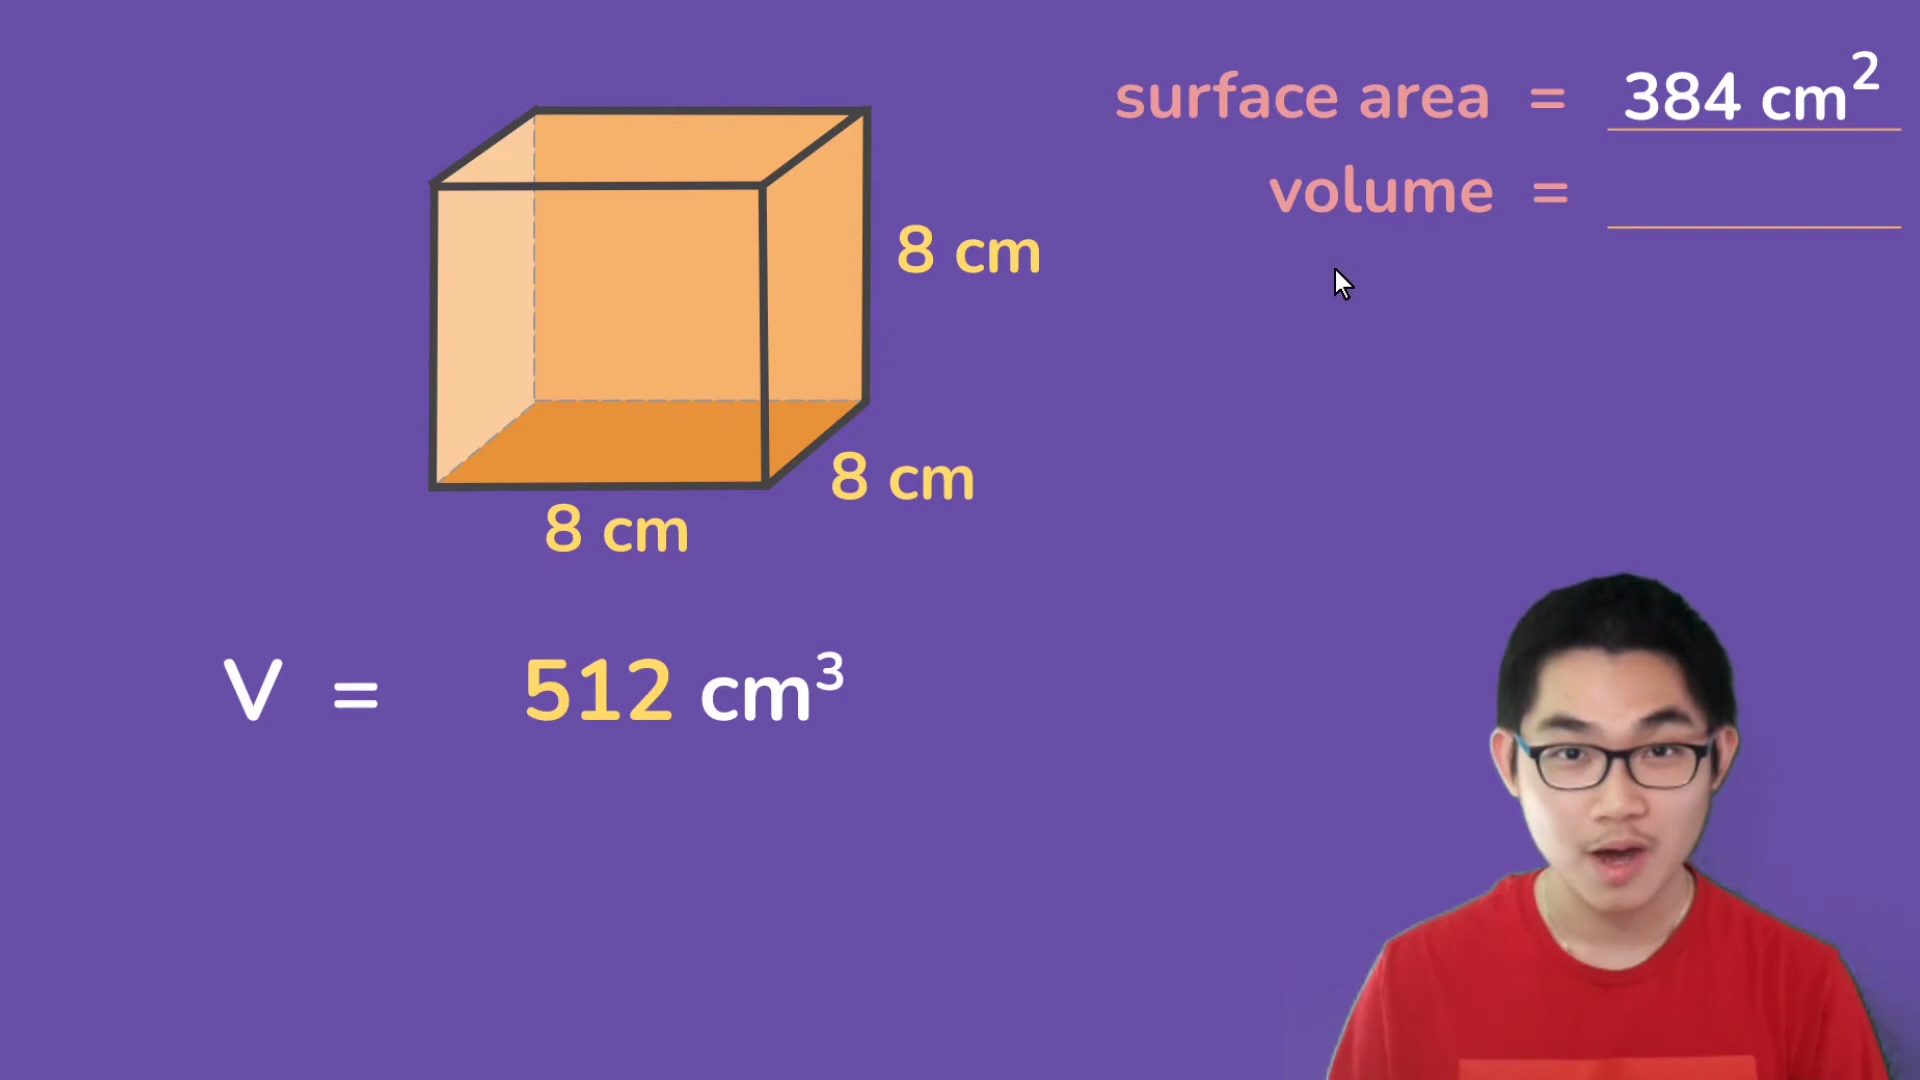 surface area = 384 cm²
volume =
8 cm
8 cm
8 cm
V = 512 cm³